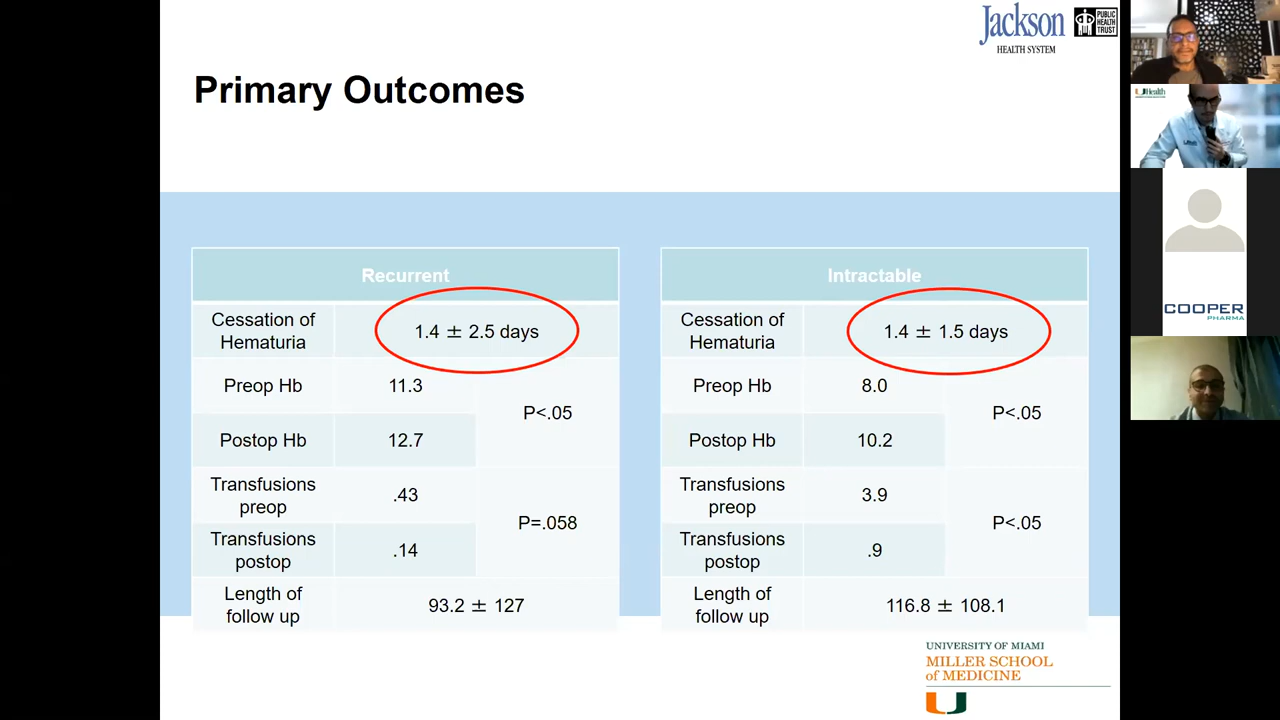 Jackson
HEALTH SYSTEM
PUBLIC
HEALTH
TRUST
Primary Outcomes
Recurrent
Cessation of
Hematuria
1.4 ± 2.5 days
Preop Hb
11.3
P<.05
Postop Hb
12.7
Transfusions
preop
.43
P=.058
Transfusions
postop
.14
Length of
follow up
93.2 ± 127
Intractable
Cessation of
Hematuria
1.4 ± 1.5 days
Preop Hb
8.0
P<.05
Postop Hb
10.2
Transfusions
preop
3.9
P<.05
Transfusions
postop
.9
Length of
follow up
116.8 ± 108.1
UNIVERSITY OF MIAMI
MILLER SCHOOL
of MEDICINE
UHealth
COOPER
PHARMA